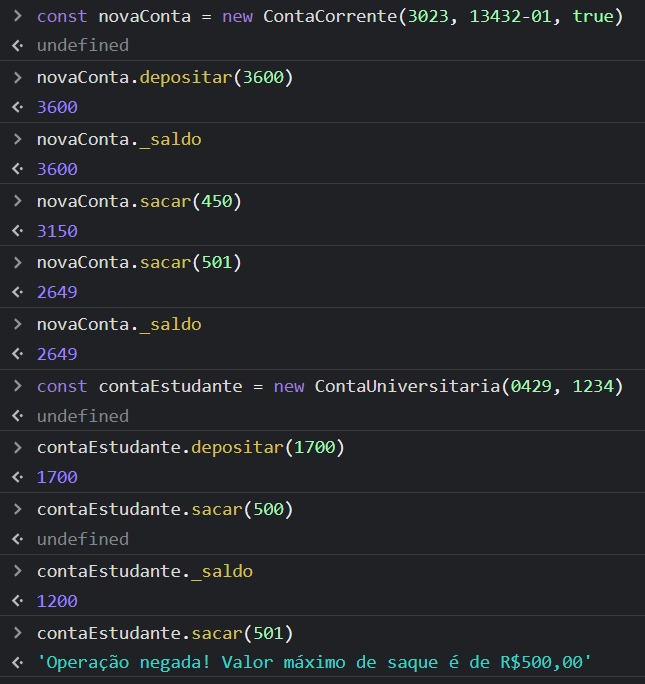 > const novaConta = new ContaCorrente(3023, 13432-01, true)
<· undefined
> novaConta.depositar(3600)
<· 3600
> novaConta._saldo
<· 3600
> novaConta.sacar(450)
<· 3150
> novaConta.sacar(501)
<· 2649
> novaConta._saldo
<· 2649
> const contaEstudante = new ContaUniversitaria(0429, 1234)
<· undefined
> contaEstudante.depositar(1700)
<· 1700
> contaEstudante.sacar(500)
<· undefined
> contaEstudante._saldo
<· 1200
> contaEstudante.sacar(501)
<· 'Operação negada! Valor máximo de saque é de R$500,00'